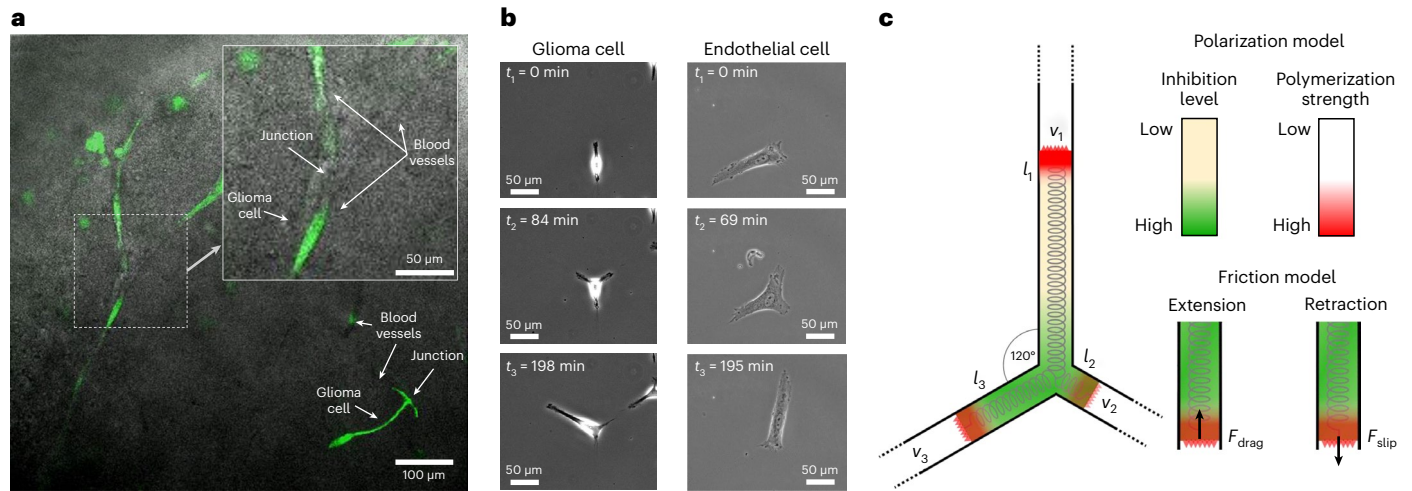 a
Junction
Blood
vessels
Glioma
cell
50 µm
Blood
vessels
Junction
Glioma
cell
100 µm
b
Glioma cell
Endothelial cell
t1 = 0 min
50 µm
t1 = 0 min
50 µm
t2 = 84 min
50 µm
t2 = 69 min
50 µm
t3 = 198 min
50 µm
t3 = 195 min
50 µm
c
v1
l1
120°
l2
l3
v2
v3
Polarization model
Inhibition
level
Polymerization
strength
Low
High
Low
High
Friction model
Extension
Retraction
Fdrag
Fslip